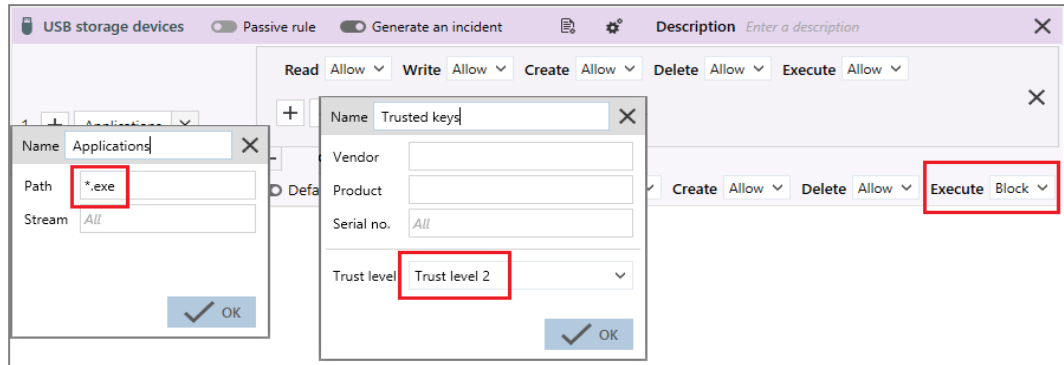 USB storage devices Passive rule Generate an incident Description Enter a description
Read Allow Write Allow Create Allow Delete Allow Execute Allow
Applications
Name Applications
Path *.exe
Stream All
OK
Name Trusted keys
Vendor
Product
Serial no. All
Trust level Trust level 2
OK
Create Allow Delete Allow Execute Block